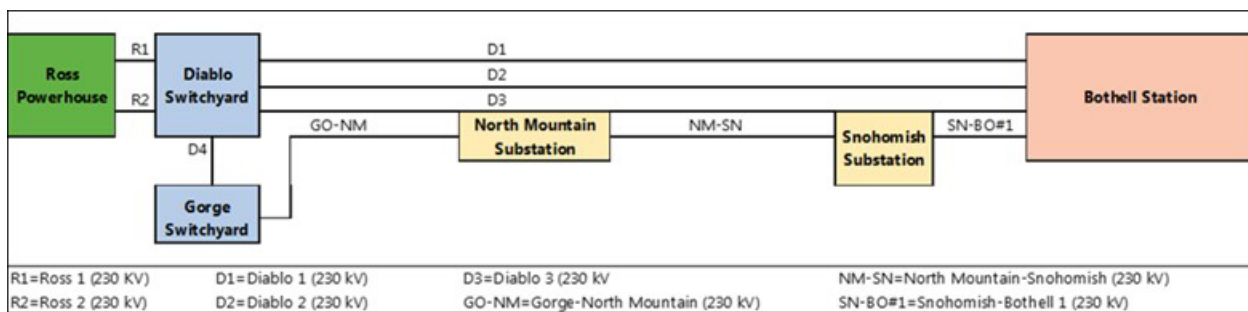 R1
D1
Ross
Powerhouse
Diablo
Switchyard
D2
Bothell Station
R2
D3
GO-NM
North Mountain
Substation
NM-SN
Snohomish
Substation
SN-BO#1
D4
Gorge
Switchyard
R1=Ross 1 (230 KV) D1=Diablo 1 (230 kV) D3=Diablo 3 (230 kV NM-SN=North Mountain-Snohomish (230 kV)
R2=Ross 2 (230 KV) D2=Diablo 2 (230 kV) GO-NM=Gorge-North Mountain (230 kV) SN-BO#1=Snohomish-Bothell 1 (230 kV)